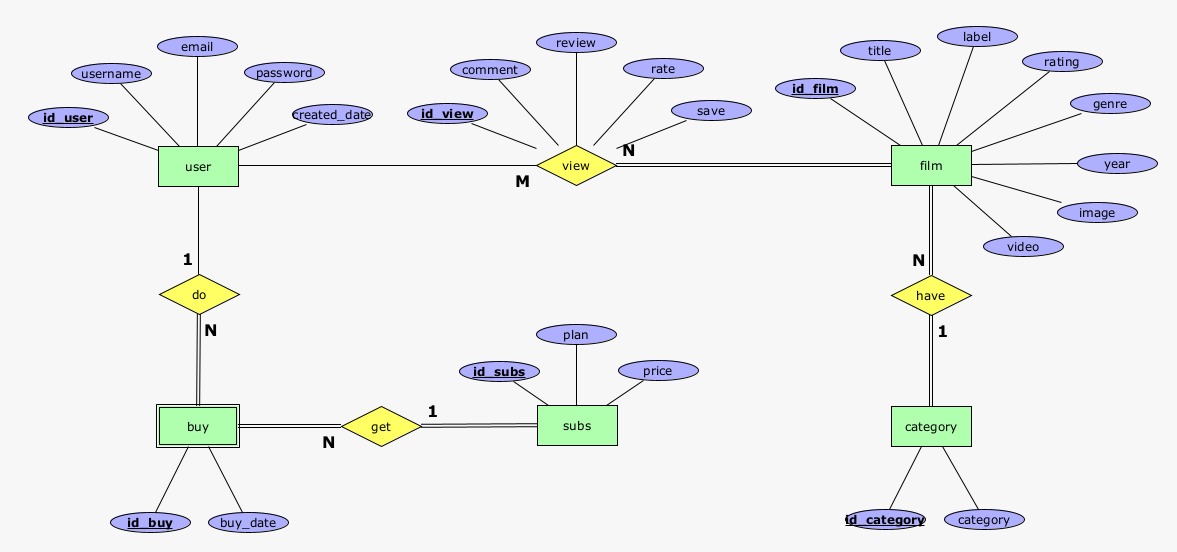 label
review
email
title
rating
comment
rate
username
password
id_film
genre
id_user
created_date
id_view
save
N
user
view
film
year
M
image
video
1
N
do
have
N
1
plan
id_subs
price
1
buy
get
subs
category
N
id_buy
buy_date
id_category
category